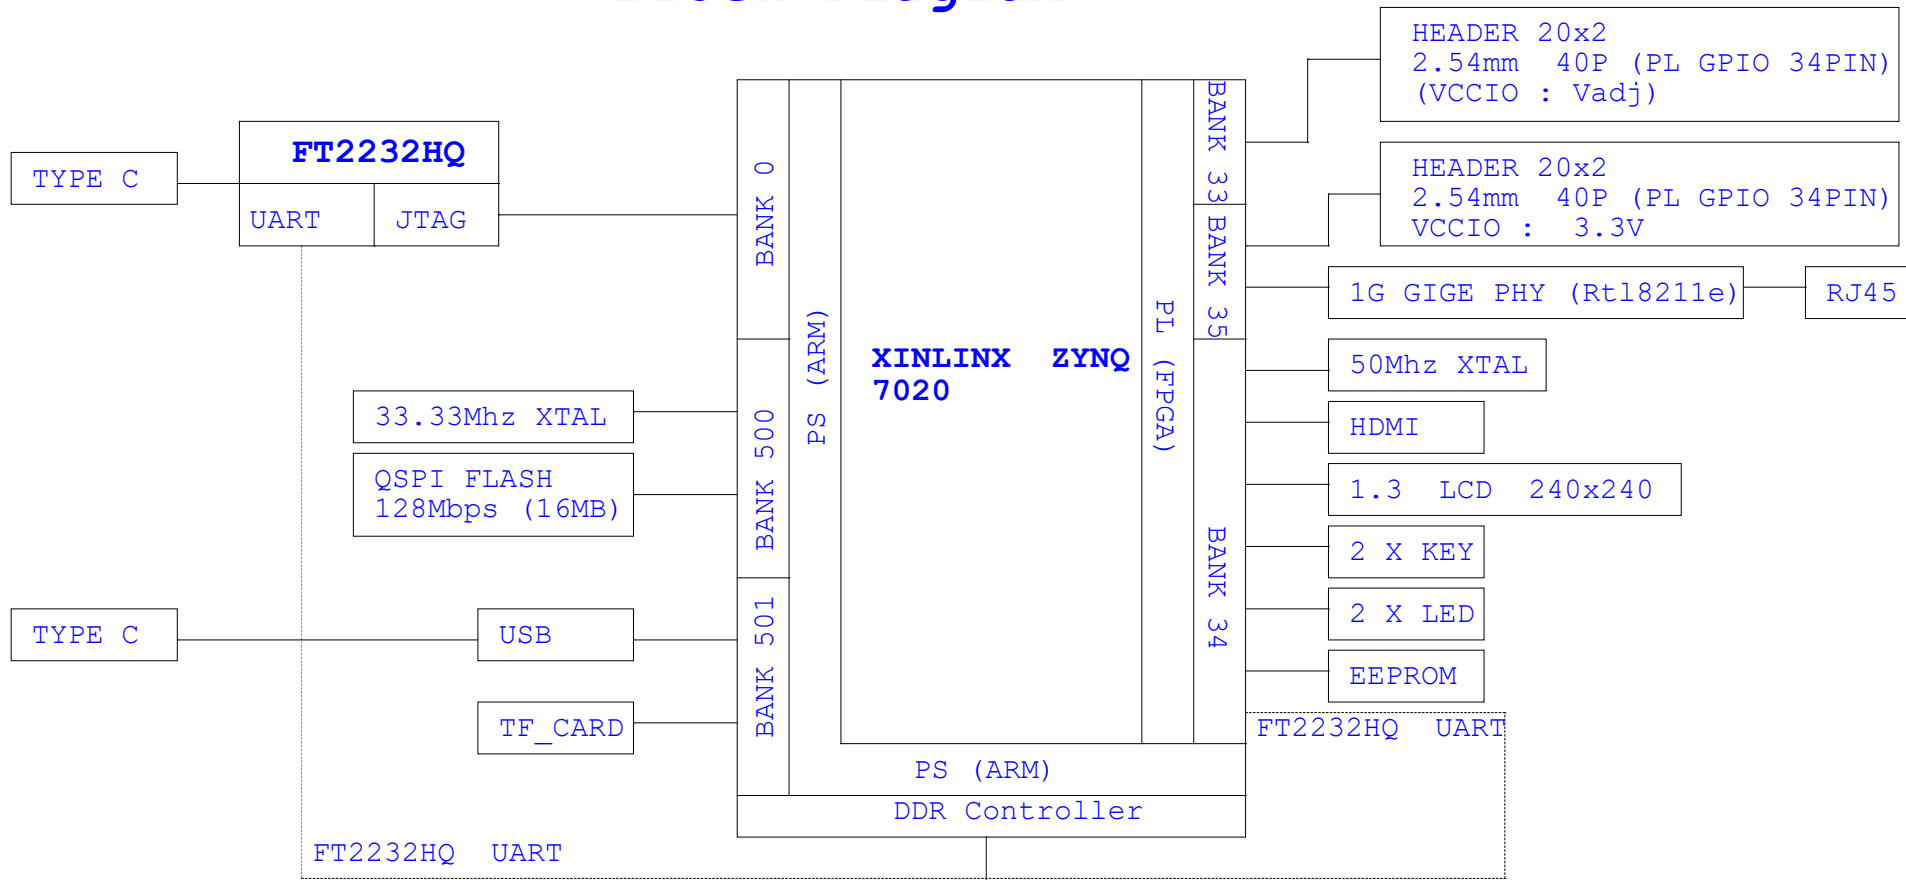 HEADER 20x2
2.54mm 40P (PL GPIO 34PIN)
(VCCIO : Vadj)
HEADER 20x2
2.54mm 40P (PL GPIO 34PIN)
VCCIO : 3.3V
TYPE C
FT2232HQ
UART
JTAG
BANK 0
BANK 500
BANK 501
PS (ARM)
XINLINX ZYNQ
7020
PL (FPGA)
BANK 33
BANK 35
BANK 34
1G GIGE PHY (Rtl8211e)
RJ45
50Mhz XTAL
HDMI
1.3 LCD 240x240
2 X KEY
2 X LED
EEPROM
33.33Mhz XTAL
QSPI FLASH
128Mbps (16MB)
TYPE C
USB
TF_CARD
FT2232HQ UART
PS (ARM)
DDR Controller
FT2232HQ UART